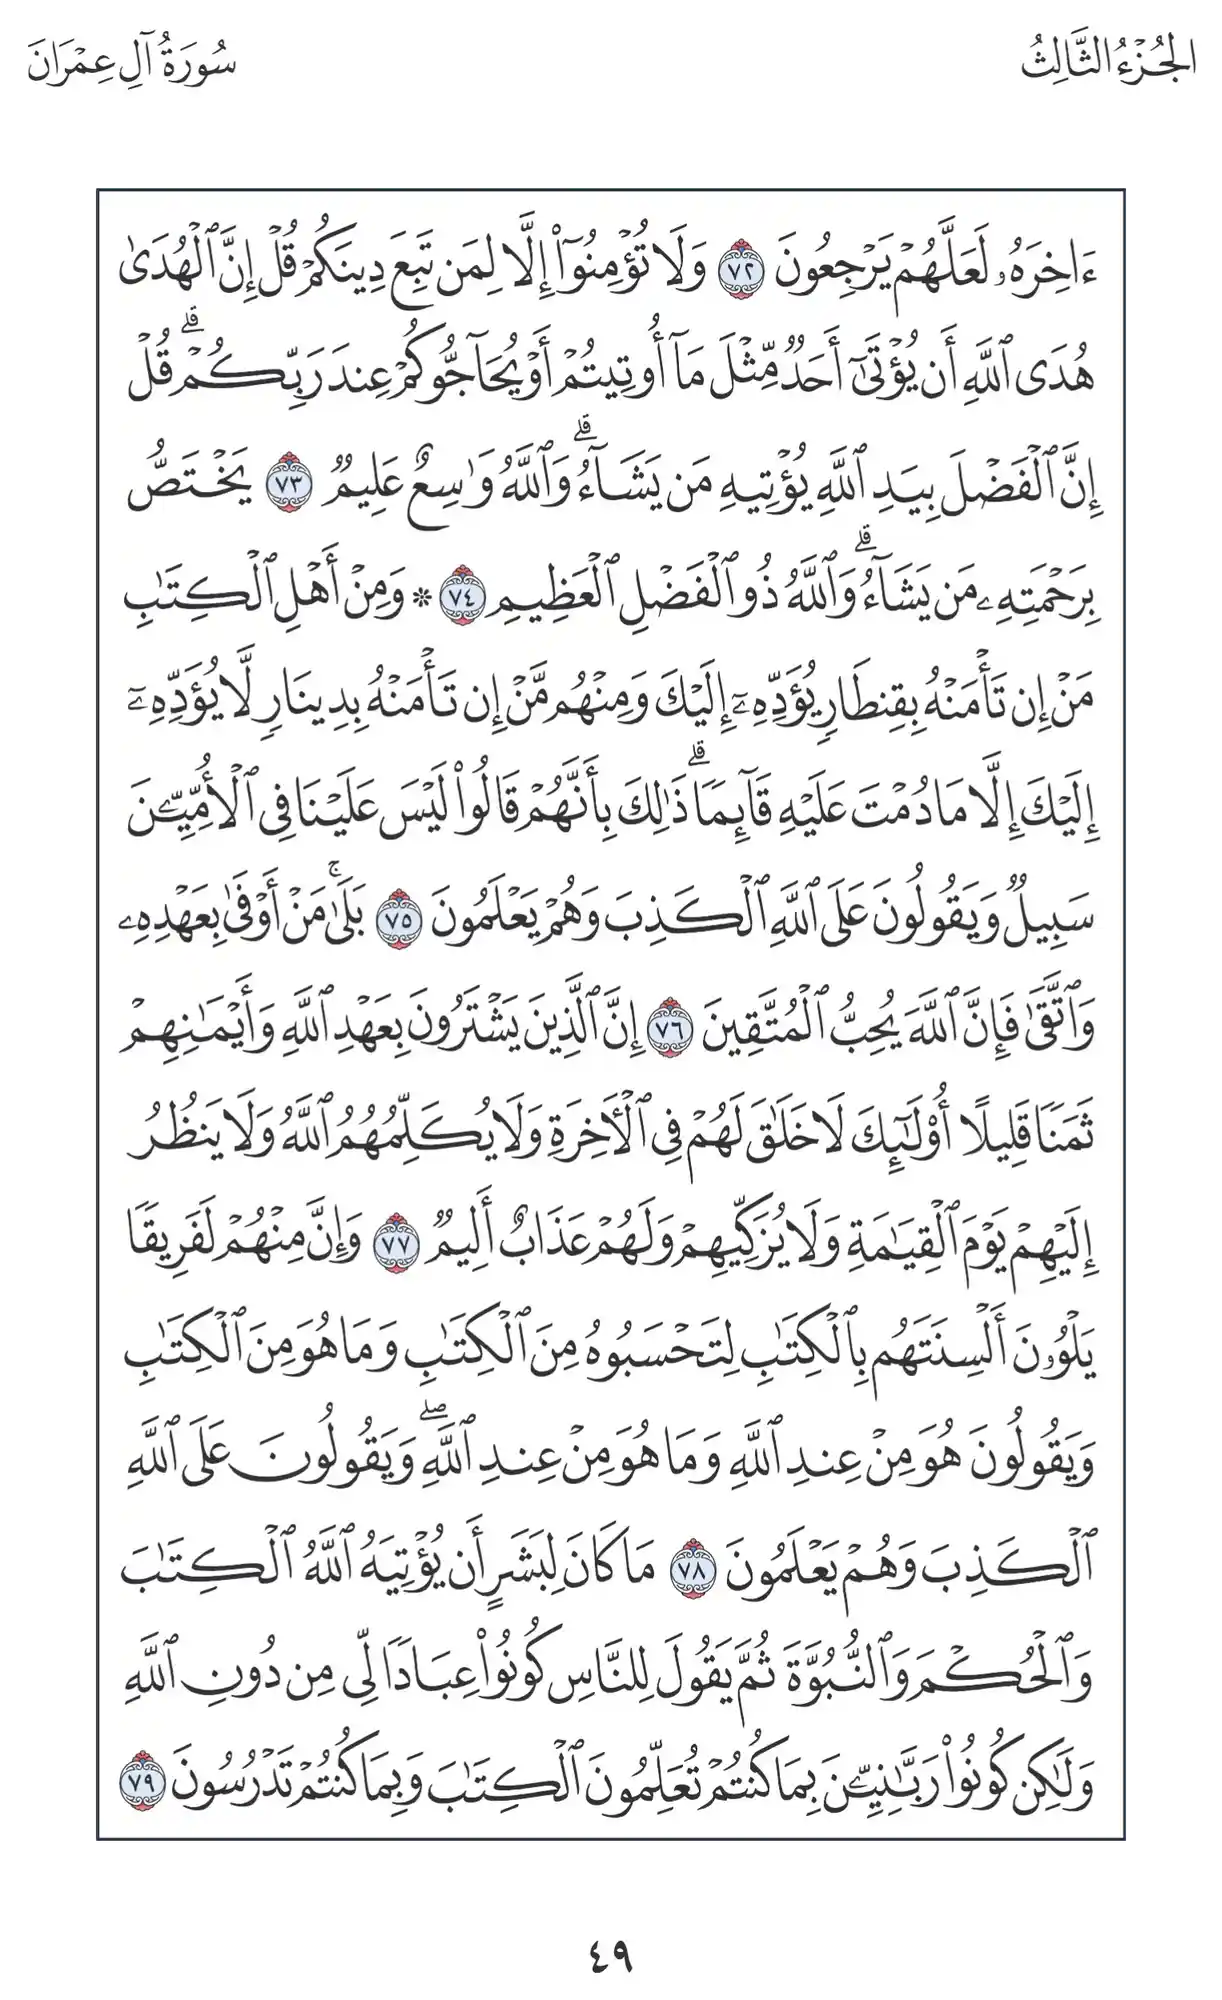 الجُزْءُ الثَّالِثُ
سُورَةُ آلِ عِمْرَانَ
ءَاخِرَهُۥ لَعَلَّهُمْ يَرْجِعُونَ ٧٢ وَلَا تُؤْمِنُوٓا۟ إِلَّا لِمَن تَبِعَ دِينَكُمْ قُلْ إِنَّ ٱلْهُدَىٰ
هُدَى ٱللَّهِ أَن يُؤْتَىٰٓ أَحَدٌ مِّثْلَ مَآ أُوتِيتُمْ أَوْ يُحَآجُّوكُمْ عِندَ رَبِّكُمْ ۗ قُلْ
إِنَّ ٱلْفَضْلَ بِيَدِ ٱللَّهِ يُؤْتِيهِ مَن يَشَآءُ ۗ وَٱللَّهُ وَٰسِعٌ عَلِيمٌ ٧٣ يَخْتَصُّ
بِرَحْمَتِهِۦ مَن يَشَآءُ ۗ وَٱللَّهُ ذُو ٱلْفَضْلِ ٱلْعَظِيمِ ٧٤ * وَمِنْ أَهْلِ ٱلْكِتَٰبِ
مَنْ إِن تَأْمَنْهُ بِقِنطَارٍ يُؤَدِّهِۦٓ إِلَيْكَ وَمِنْهُم مَّنْ إِن تَأْمَنْهُ بِدِينَارٍ لَّا يُؤَدِّهِۦٓ
إِلَيْكَ إِلَّا مَا دُمْتَ عَلَيْهِ قَآئِمًا ۗ ذَٰلِكَ بِأَنَّهُمْ قَالُوا۟ لَيْسَ عَلَيْنَا فِى ٱلْأُمِّيِّـۧنَ
سَبِيلٌ وَيَقُولُونَ عَلَى ٱللَّهِ ٱلْكَذِبَ وَهُمْ يَعْلَمُونَ ٧٥ بَلَىٰ ۚ مَنْ أَوْفَىٰ بِعَهْدِهِۦ
وَٱتَّقَىٰ فَإِنَّ ٱللَّهَ يُحِبُّ ٱلْمُتَّقِينَ ٧٦ إِنَّ ٱلَّذِينَ يَشْتَرُونَ بِعَهْدِ ٱللَّهِ وَأَيْمَٰنِهِمْ
ثَمَنًا قَلِيلًا أُو۟لَٰٓئِكَ لَا خَلَٰقَ لَهُمْ فِى ٱلْـَٔاخِرَةِ وَلَا يُكَلِّمُهُمُ ٱللَّهُ وَلَا يَنظُرُ
إِلَيْهِمْ يَوْمَ ٱلْقِيَٰمَةِ وَلَا يُزَكِّيهِمْ وَلَهُمْ عَذَابٌ أَلِيمٌ ٧٧ وَإِنَّ مِنْهُمْ لَفَرِيقًا
يَلْوُۥنَ أَلْسِنَتَهُم بِٱلْكِتَٰبِ لِتَحْسَبُوهُ مِنَ ٱلْكِتَٰبِ وَمَا هُوَ مِنَ ٱلْكِتَٰبِ
وَيَقُولُونَ هُوَ مِنْ عِندِ ٱللَّهِ وَمَا هُوَ مِنْ عِندِ ٱللَّهِ ۖ وَيَقُولُونَ عَلَى ٱللَّهِ
ٱلْكَذِبَ وَهُمْ يَعْلَمُونَ ٧٨ مَا كَانَ لِبَشَرٍ أَن يُؤْتِيَهُ ٱللَّهُ ٱلْكِتَٰبَ
وَٱلْحُكْمَ وَٱلنُّبُوَّةَ ثُمَّ يَقُولَ لِلنَّاسِ كُونُوا۟ عِبَادًا لِّى مِن دُونِ ٱللَّهِ
وَلَٰكِن كُونُوا۟ رَبَّٰنِيِّـۧنَ بِمَا كُنتُمْ تُعَلِّمُونَ ٱلْكِتَٰبَ وَبِمَا كُنتُمْ تَدْرُسُونَ ٧٩
٤٩